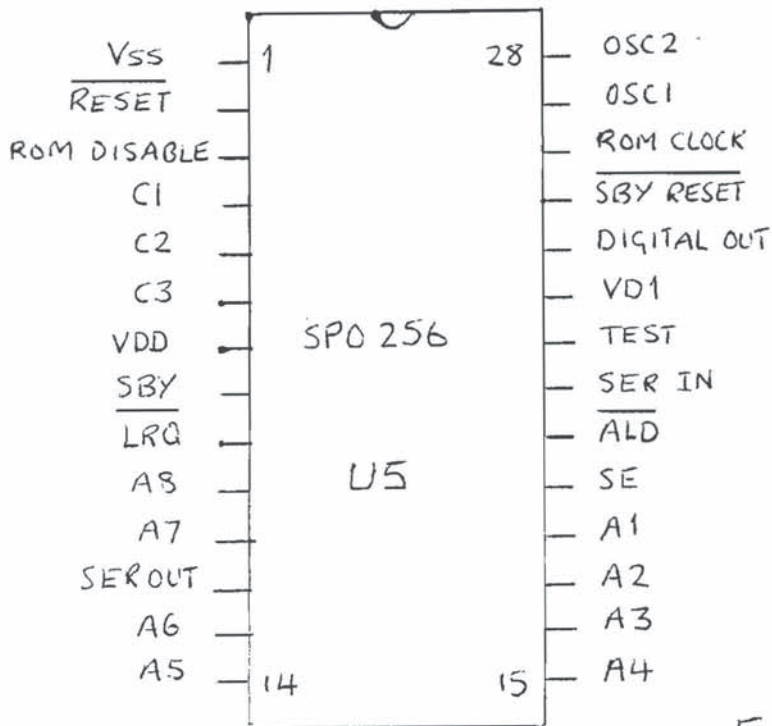 VSS 1 28 OSC2
RESET OSC1
ROM DISABLE ROM CLOCK
C1 SBY RESET
C2 DIGITAL OUT
C3 VD1
VDD SPO 256 TEST
SBY SER IN
LRQ ALD
A8 U5 SE
A7 A1
SER OUT A2
A6 A3
A5 14 15 A4